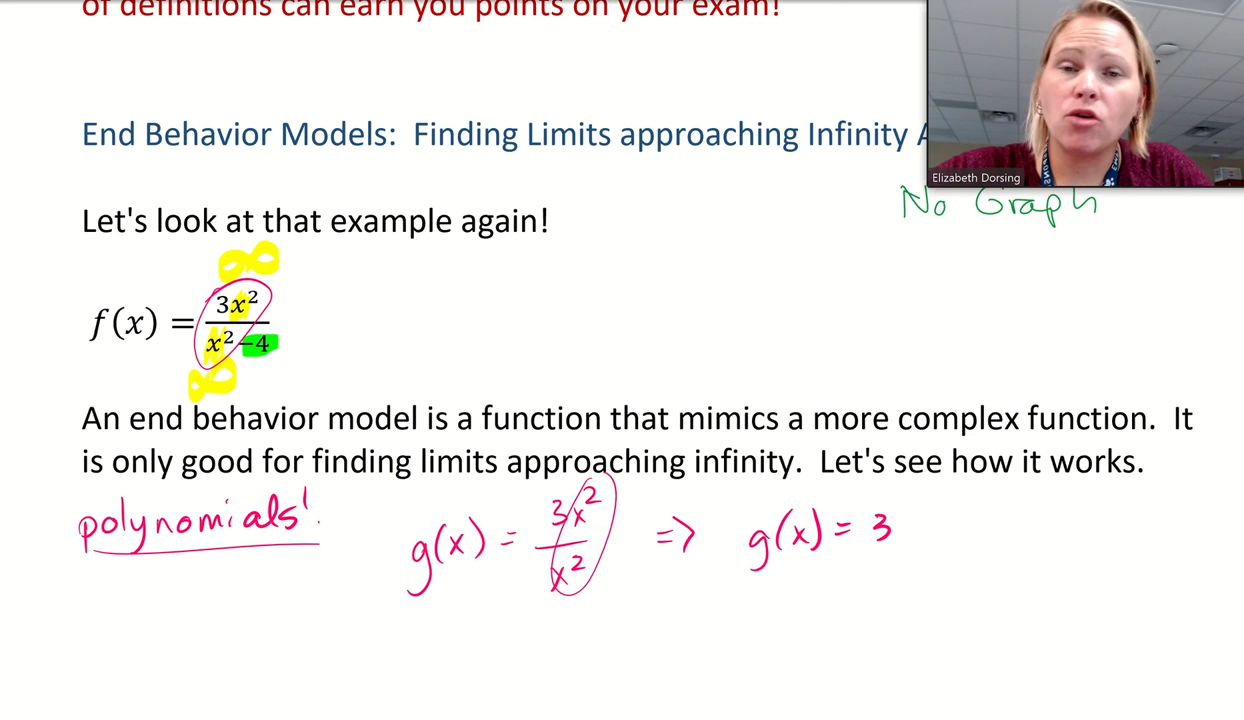 of definitions can earn you points on your exam!
End Behavior Models: Finding Limits approaching Infinity
Elizabeth Dorsing
No Graph
Let's look at that example again!
∞
f(x) = 3x²/(x² −4)
∞
An end behavior model is a function that mimics a more complex function. It
is only good for finding limits approaching infinity. Let's see how it works.
polynomials! g(x) = 3x²/x² => g(x) = 3